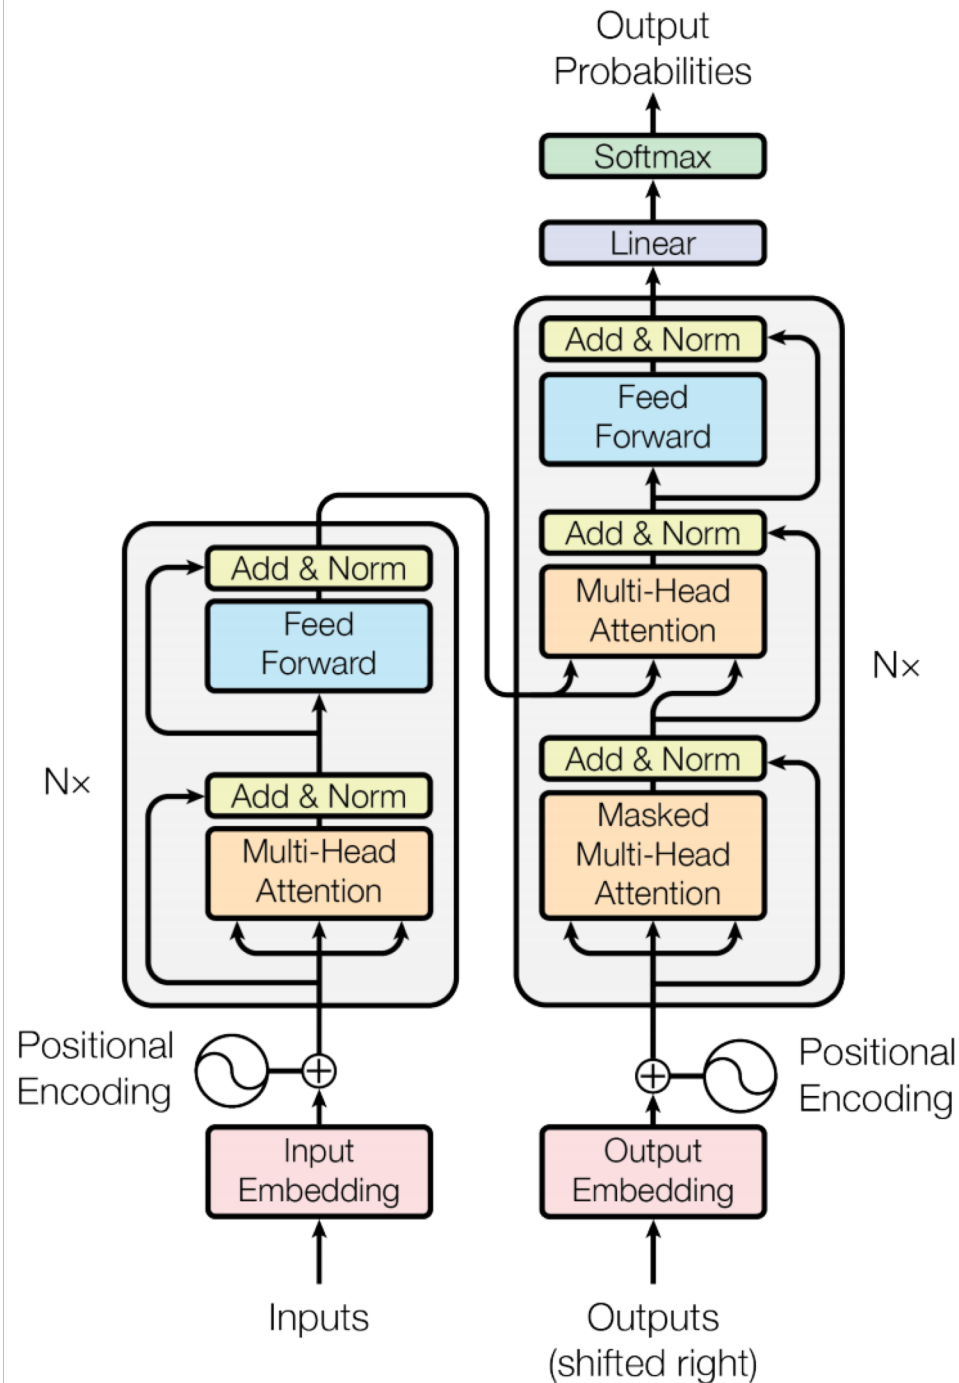 Output
Probabilities
Softmax
Linear
Add & Norm
Feed
Forward
Add & Norm
Multi-Head
Attention
Nx
Add & Norm
Masked
Multi-Head
Attention
Add & Norm
Feed
Forward
Nx
Add & Norm
Multi-Head
Attention
Positional
Encoding
Positional
Encoding
Input
Embedding
Output
Embedding
Inputs
Outputs
(shifted right)